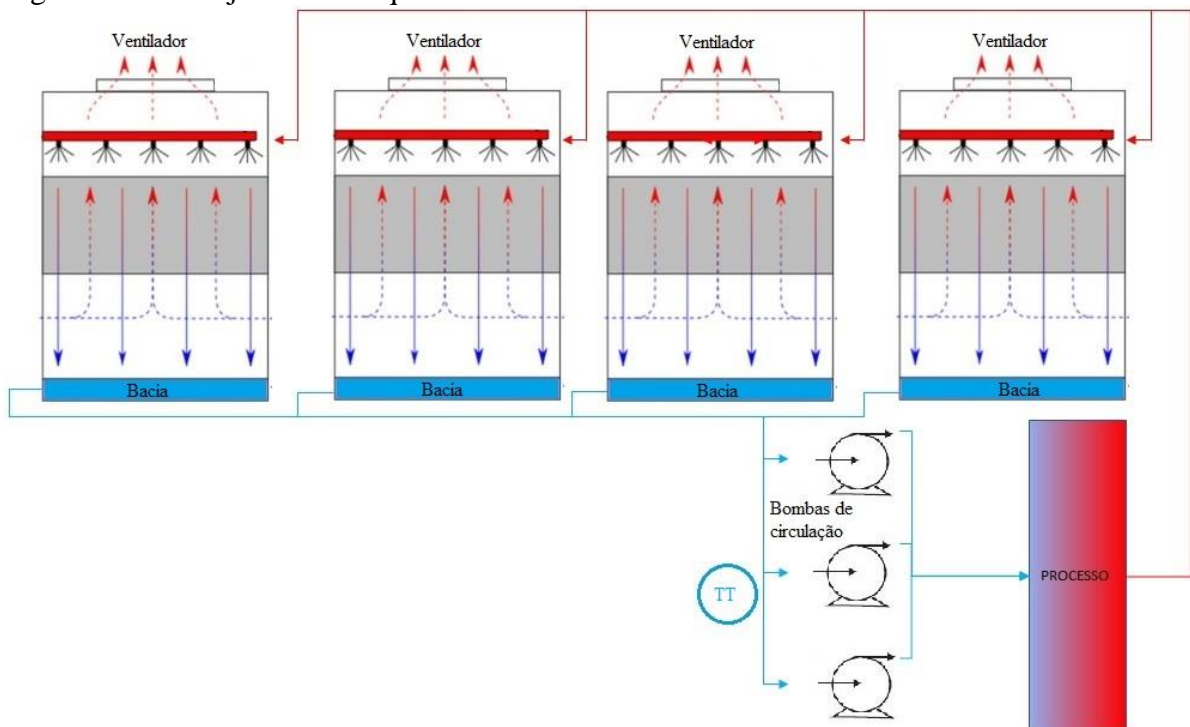 Ventilador
Ventilador
Ventilador
Ventilador
Bacia
Bacia
Bacia
Bacia
Bombas de
circulação
TT
PROCESSO